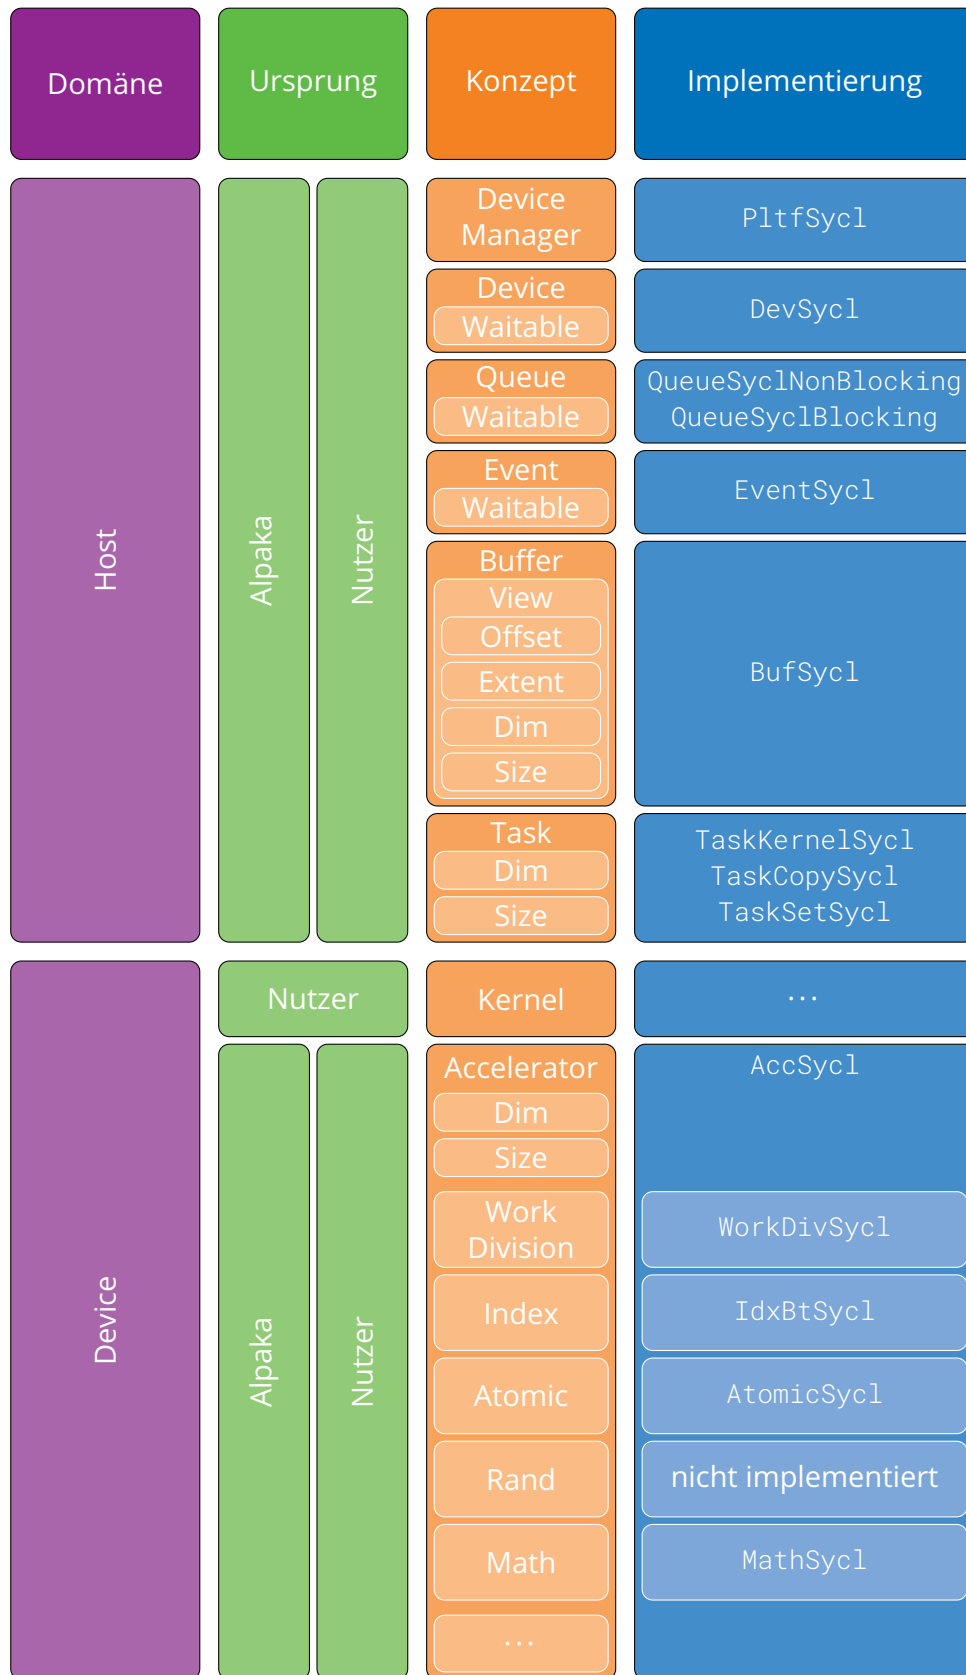 Domäne
Ursprung
Konzept
Implementierung
Host
Alpaka
Nutzer
Device
Manager
PltfSycl
Device
Waitable
DevSycl
Queue
Waitable
QueueSyclNonBlocking
QueueSyclBlocking
Event
Waitable
EventSycl
Buffer
View
Offset
Extent
Dim
Size
BufSycl
Task
Dim
Size
TaskKernelSycl
TaskCopySycl
TaskSetSycl
Device
Nutzer
Kernel
...
Alpaka
Nutzer
Accelerator
Dim
Size
AccSycl
Work
Division
WorkDivSycl
Index
IdxBtSycl
Atomic
AtomicSycl
Rand
nicht implementiert
Math
MathSycl
...